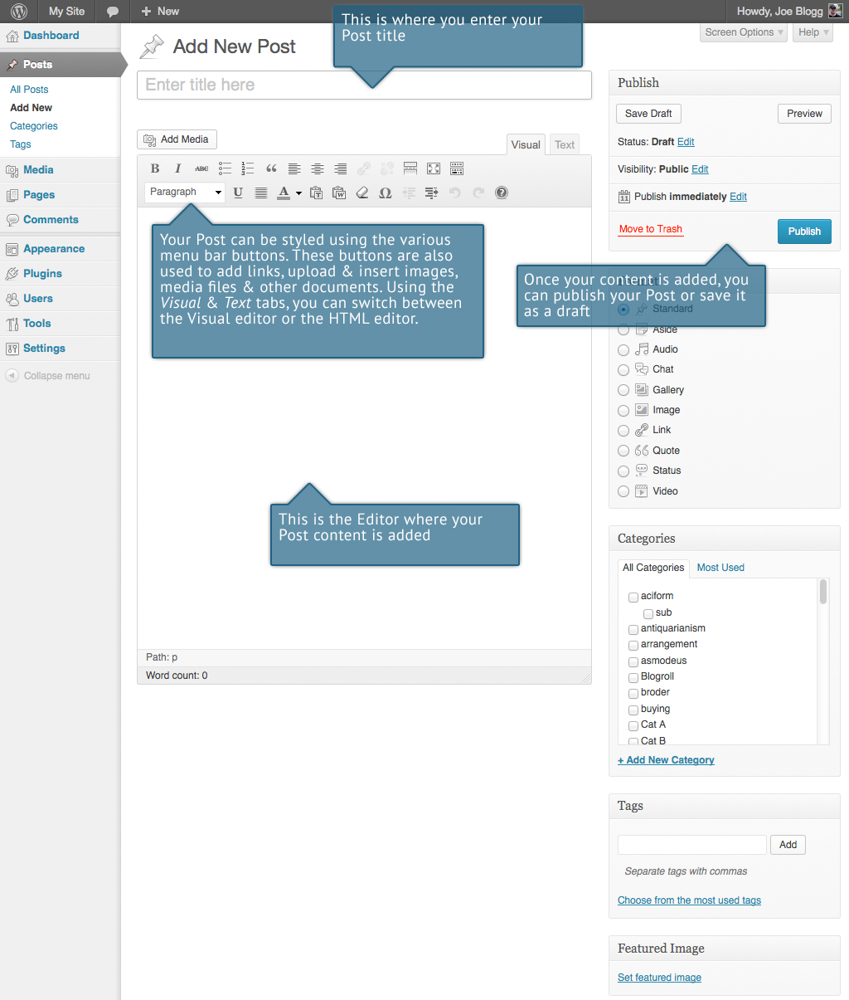 My Site
New
Howdy, Joe Blogg
This is where you enter your
Post title
Screen Options
Help
Dashboard
Posts
All Posts
Add New
Categories
Tags
Media
Pages
Comments
Appearance
Plugins
Users
Tools
Settings
Collapse menu
Add New Post
Enter title here
Add Media
Visual
Text
B I ABC
Paragraph
U A T W Ω ?
Your Post can be styled using the various
menu bar buttons. These buttons are also
used to add links, upload & insert images,
media files & other documents. Using the
Visual & Text tabs, you can switch between
the Visual editor or the HTML editor.
This is the Editor where your
Post content is added
Path: p
Word count: 0
Publish
Save Draft
Preview
Status: Draft Edit
Visibility: Public Edit
Publish immediately Edit
Move to Trash
Publish
Once your content is added, you
can publish your Post or save it
as a draft
Standard
Aside
Audio
Chat
Gallery
Image
Link
Quote
Status
Video
Categories
All Categories
Most Used
aciform
sub
antiquarianism
arrangement
asmodeus
Blogroll
broder
buying
Cat A
Cat B
+ Add New Category
Tags
Add
Separate tags with commas
Choose from the most used tags
Featured Image
Set featured image